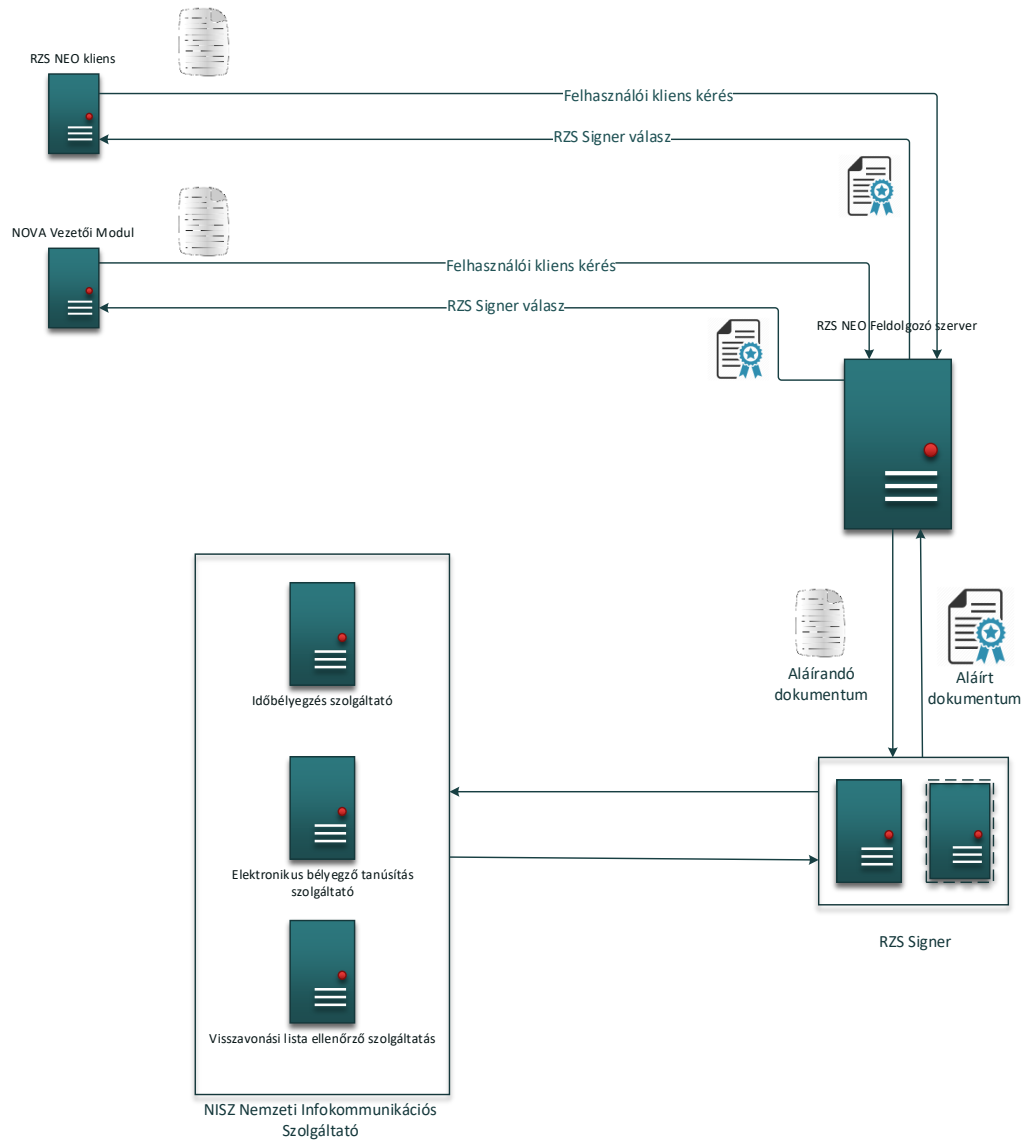 RZS NEO kliens
Felhasználói kliens kérés
RZS Signer válasz
NOVA Vezetői Modul
Felhasználói kliens kérés
RZS Signer válasz
RZS NEO Feldolgozó szerver
Aláírandó
dokumentum
Aláírt
dokumentum
Időbélyegzés szolgáltató
Elektronikus bélyegző tanúsítás
szolgáltató
RZS Signer
Visszavonási lista ellenőrző szolgáltatás
NISZ Nemzeti Infokommunikációs
Szolgáltató